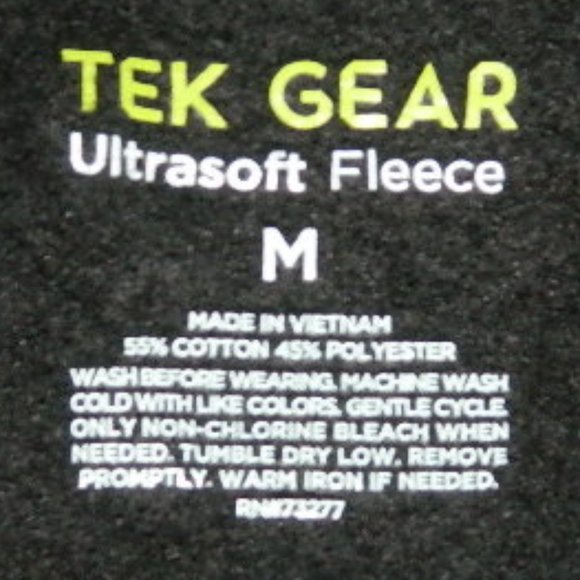 TEK GEAR
Ultrasoft Fleece
M
MADE IN VIETNAM
55% COTTON 45% POLYESTER
WASH BEFORE WEARING. MACHINE WASH
COLD WITH LIKE COLORS. GENTLE CYCLE.
ONLY NON-CHLORINE BLEACH WHEN
NEEDED. TUMBLE DRY LOW. REMOVE
PROMPTLY. WARM IRON IF NEEDED.
RN#73277